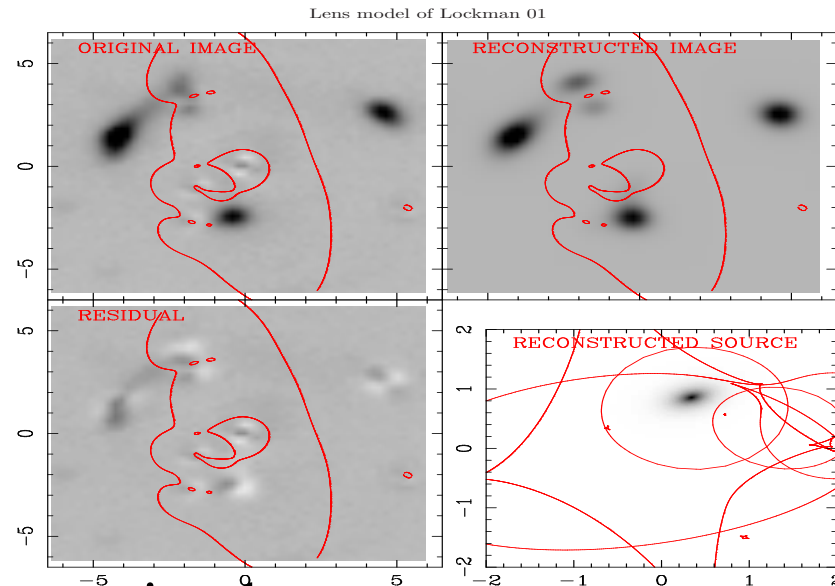 Lens model of Lockman 01
ORIGINAL IMAGE
RECONSTRUCTED IMAGE
5
0
−5
RESIDUAL
RECONSTRUCTED SOURCE
5
0
−5
2
1
0
−1
−2
−5 0 5
−2 −1 0 1 2